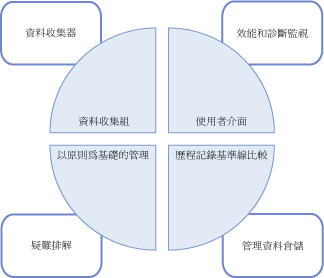 資料收集器
效能和診斷監視
資料收集組
使用者介面
以原則為基礎的管理
歷程記錄基準線比較
疑難排解
管理資料倉儲